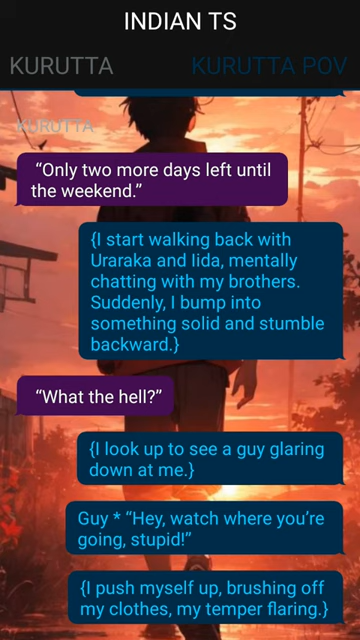 INDIAN TS
KURUTTA
KURUTTA POV
KURUTTA
“Only two more days left until
the weekend.”
{I start walking back with
Uraraka and Iida, mentally
chatting with my brothers.
Suddenly, I bump into
something solid and stumble
backward.}
“What the hell?”
{I look up to see a guy glaring
down at me.}
Guy * “Hey, watch where you’re
going, stupid!”
{I push myself up, brushing off
my clothes, my temper flaring.}